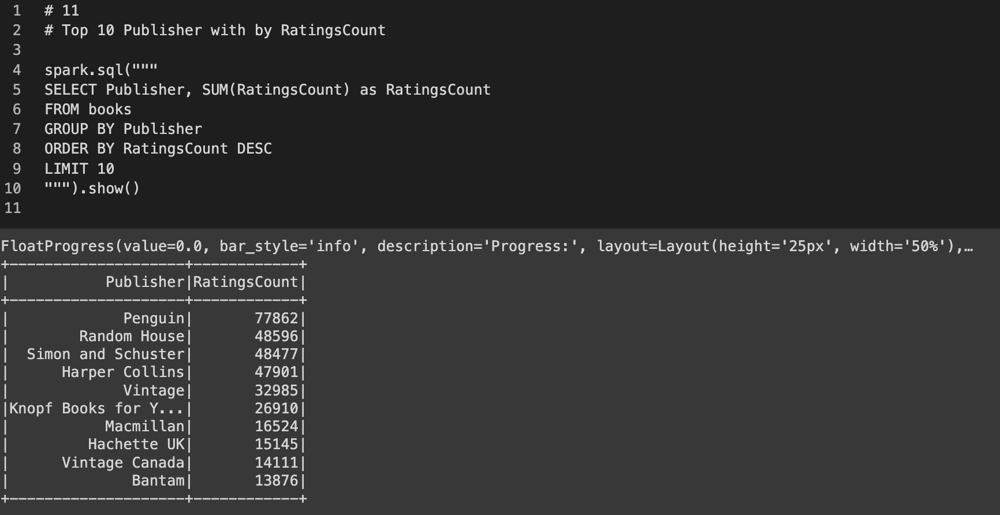 1 # 11
2 # Top 10 Publisher with by RatingsCount
3
4 spark.sql("""
5 SELECT Publisher, SUM(RatingsCount) as RatingsCount
6 FROM books
7 GROUP BY Publisher
8 ORDER BY RatingsCount DESC
9 LIMIT 10
10 """).show()
11
FloatProgress(value=0.0, bar_style='info', description='Progress:', layout=Layout(height='25px', width='50%'),…
+--------------------+------------+
|           Publisher|RatingsCount|
+--------------------+------------+
|             Penguin|       77862|
|        Random House|       48596|
|  Simon and Schuster|       48477|
|      Harper Collins|       47901|
|             Vintage|       32985|
|Knopf Books for Y...|       26910|
|           Macmillan|       16524|
|         Hachette UK|       15145|
|      Vintage Canada|       14111|
|              Bantam|       13876|
+--------------------+------------+